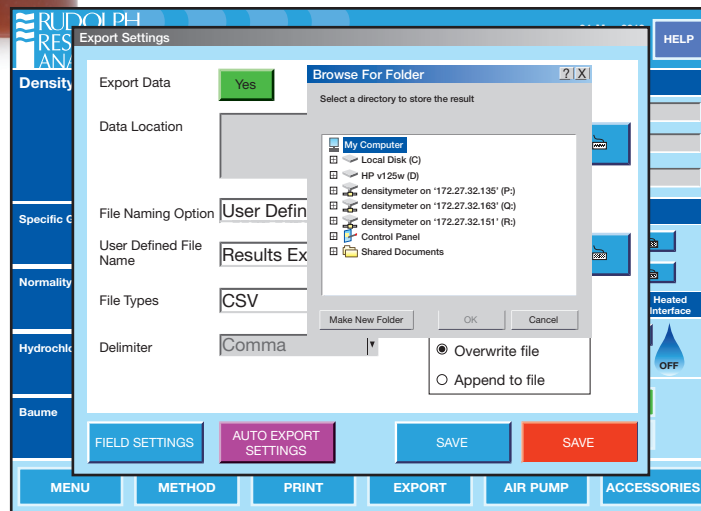 RUDOLPH
RES
ANA
HELP
Export Settings
Density
Specific G
Normality
Hydrochlo
Baume
Export Data
Yes
Data Location
File Naming Option
User Defin
User Defined File
Name
Results Ex
File Types
CSV
Delimiter
Comma
Browse For Folder
? X
Select a directory to store the result
My Computer
Local Disk (C)
HP v125w (D)
densitymeter on '172.27.32.135' (P:)
densitymeter on '172.27.32.163' (Q:)
densitymeter on '172.27.32.151' (R:)
Control Panel
Shared Documents
Make New Folder
OK
Cancel
Overwrite file
Append to file
Heated
Interface
OFF
FIELD SETTINGS
AUTO EXPORT
SETTINGS
SAVE
SAVE
MENU
METHOD
PRINT
EXPORT
AIR PUMP
ACCESSORIES